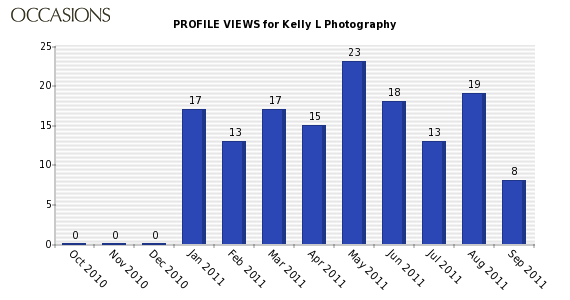 OCCASIONS
PROFILE VIEWS for Kelly L Photography
25
20
15
10
5
0
0
0
0
17
13
17
15
23
18
13
19
8
Oct 2010
Nov 2010
Dec 2010
Jan 2011
Feb 2011
Mar 2011
Apr 2011
May 2011
Jun 2011
Jul 2011
Aug 2011
Sep 2011